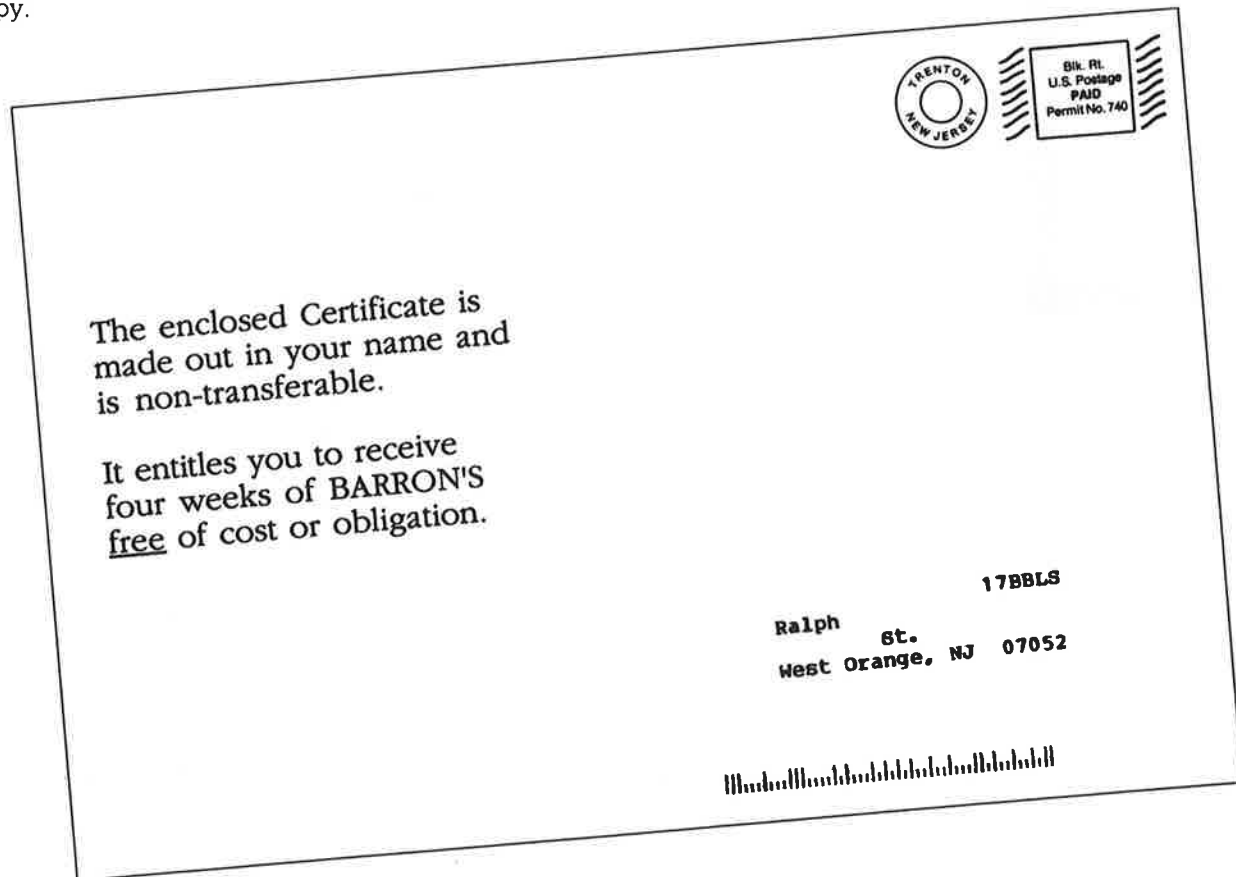 oy.
TRENTON
NEW JERSEY
Blk. Rt.
U.S. Postage
PAID
Permit No. 740
The enclosed Certificate is
made out in your name and
is non-transferable.
It entitles you to receive
four weeks of BARRON'S
free of cost or obligation.
17BBLS
Ralph
St.
West Orange, NJ 07052